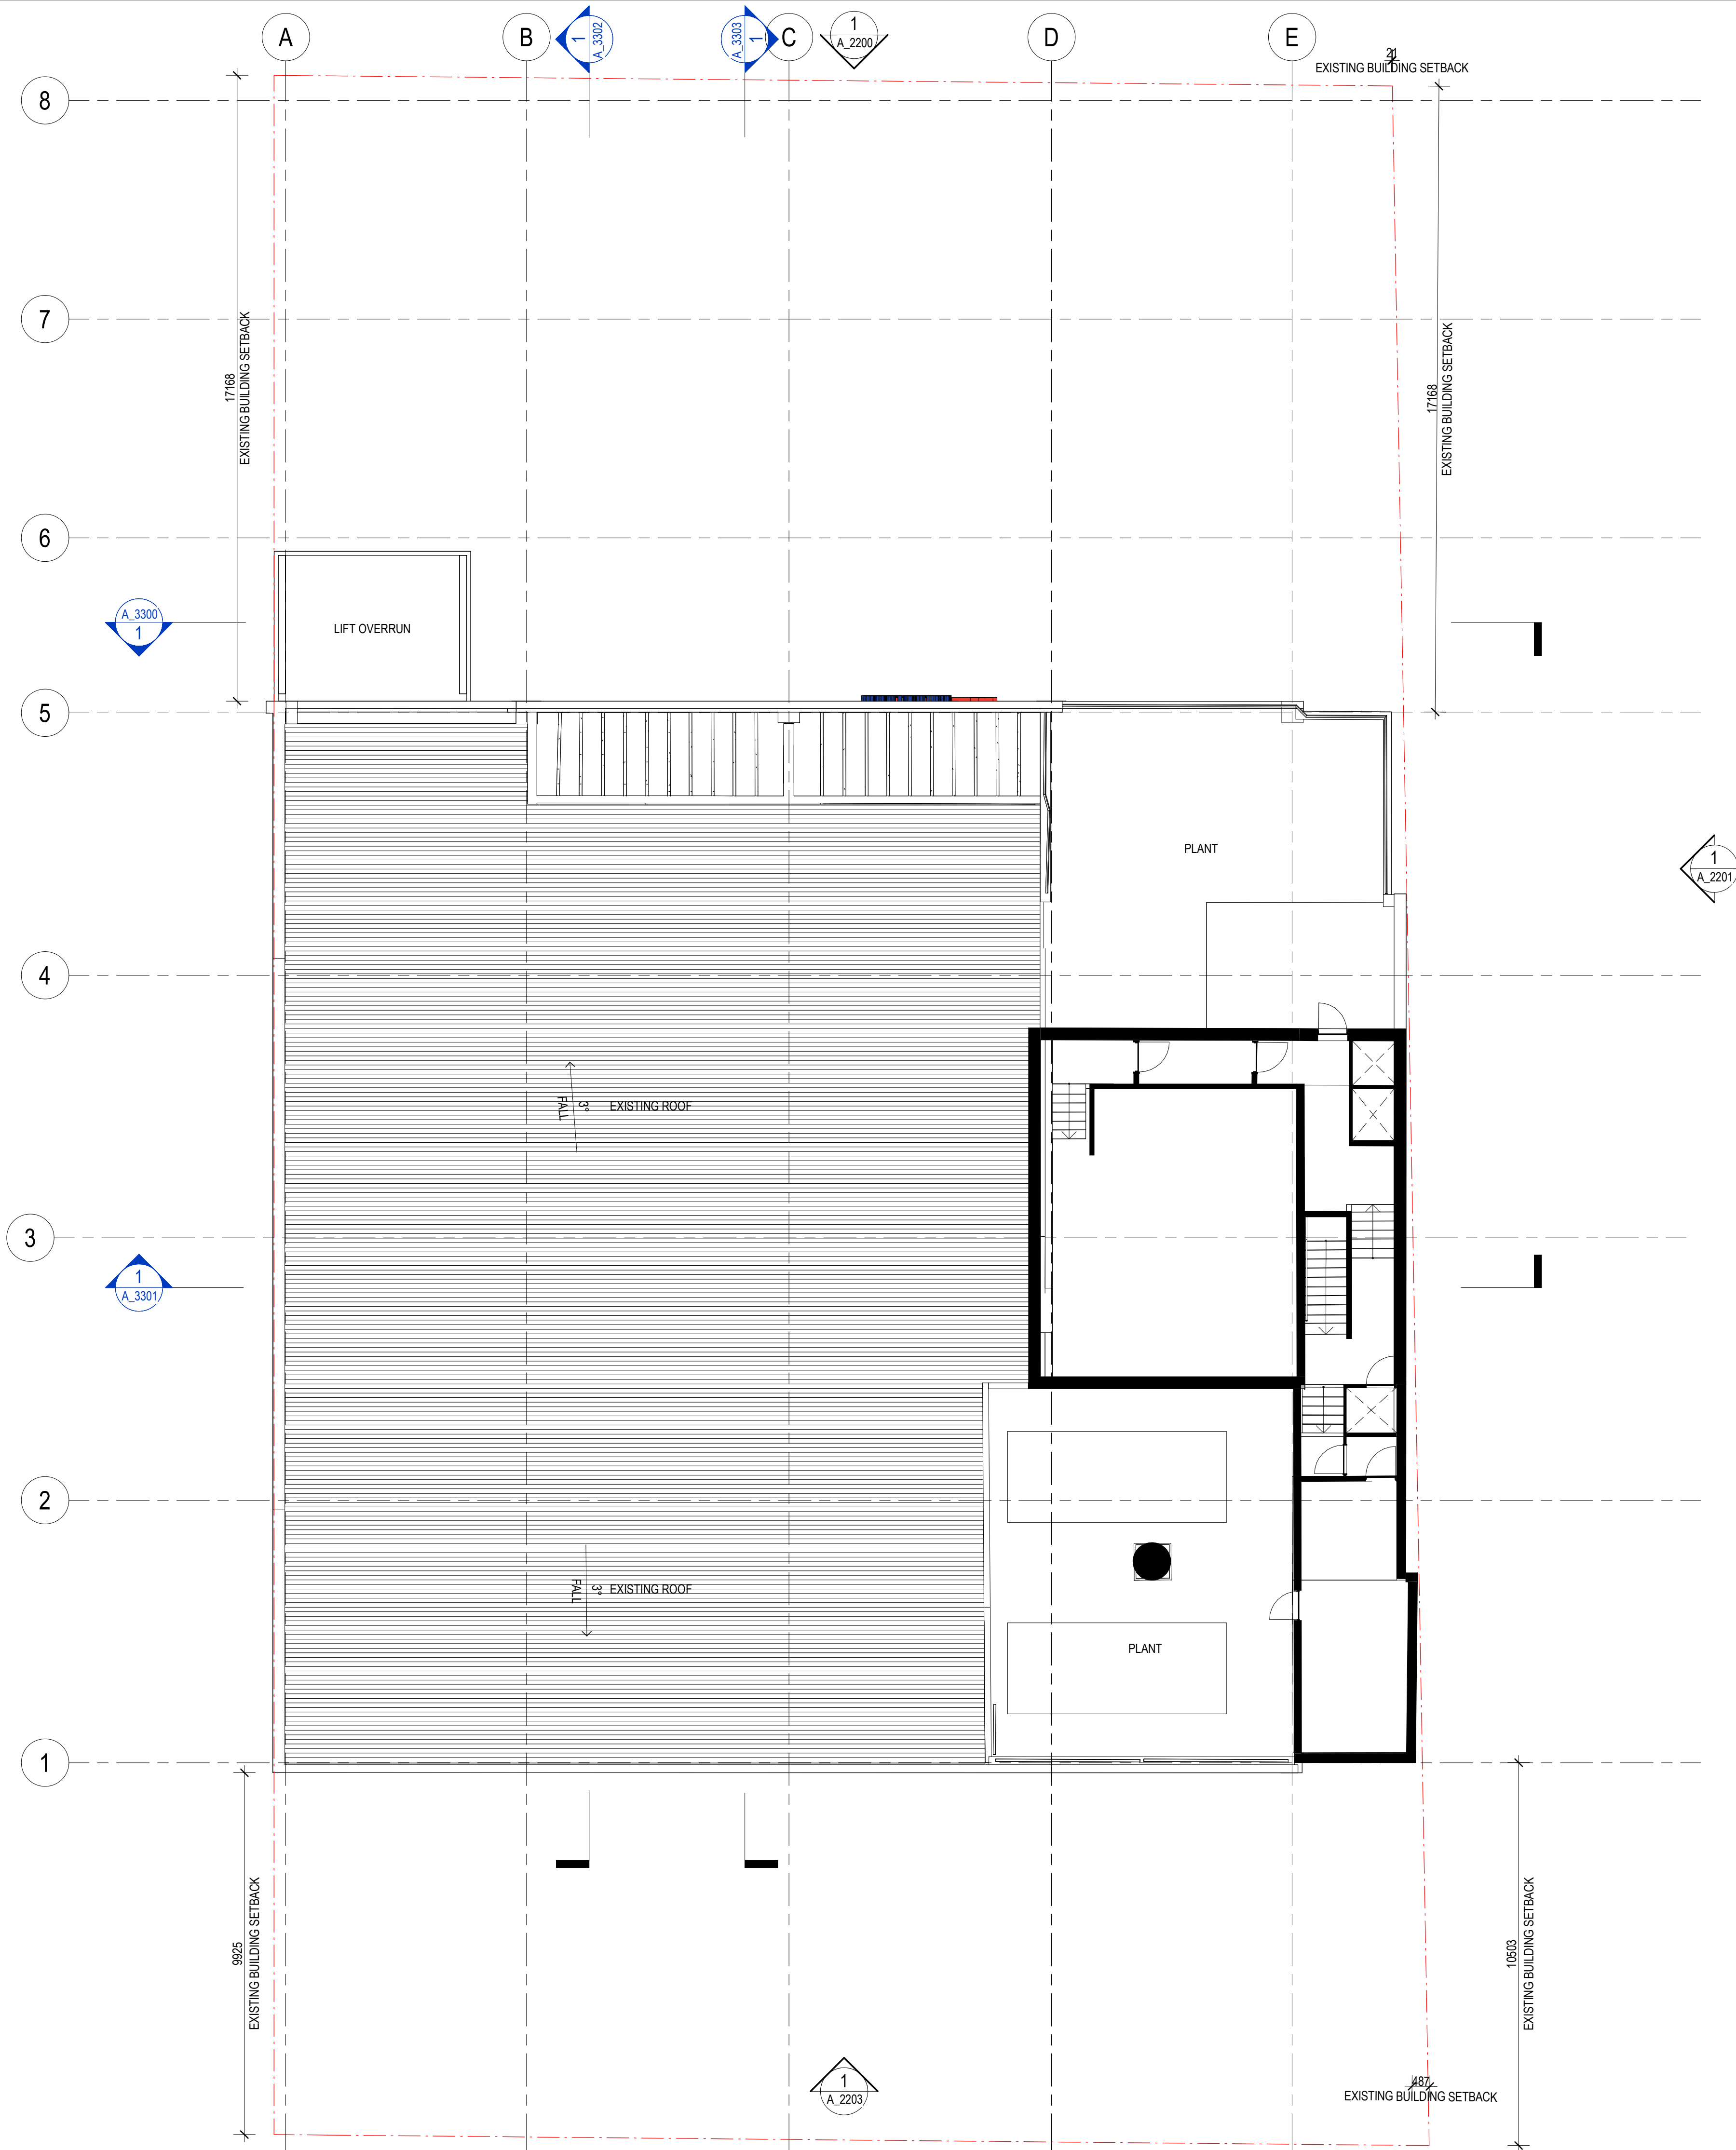 A
B
1
A_3302
A_3303
1
C
1
A_2200
D
E
21
EXISTING BUILDING SETBACK
8
7
17168
EXISTING BUILDING SETBACK
17168
EXISTING BUILDING SETBACK
6
A_3300
1
LIFT OVERRUN
5
PLANT
1
A_2201
4
FALL
3°
EXISTING ROOF
3
1
A_3301
2
FALL
3°
EXISTING ROOF
PLANT
1
9925
EXISTING BUILDING SETBACK
10503
EXISTING BUILDING SETBACK
1
A_2203
487
EXISTING BUILDING SETBACK